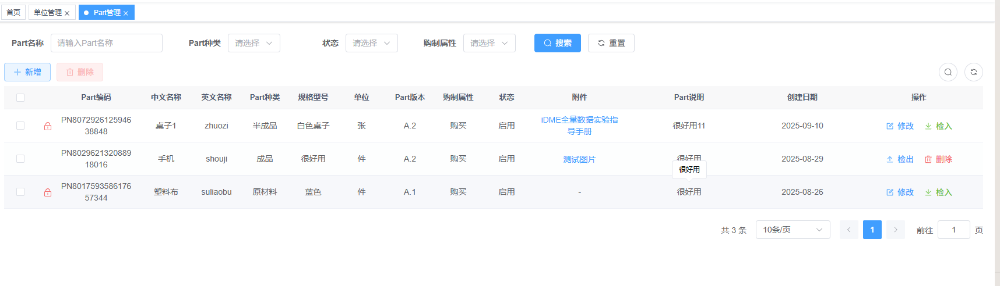 首页 单位管理 × Part管理 ×
Part名称 请输入Part名称 Part种类 请选择 状态 请选择 购制属性 请选择 搜索 重置
新增 删除
Part编码 中文名称 英文名称 Part种类 规格型号 单位 Part版本 购制属性 状态 附件 Part说明 创建日期 操作
PN8072926125946
38848 桌子1 zhuozi 半成品 白色桌子 张 A.2 购买 启用 iDME全量数据实验指
导手册 很好用11 2025-09-10 修改 检入
PN8029621320889
18016 手机 shouji 成品 很好用 件 A.2 购买 启用 测试图片 很好用 2025-08-29 检出 删除
很好用
PN8017593586176
57344 塑料布 suliaobu 原材料 蓝色 件 A.1 购买 启用 - 很好用 2025-08-26 修改 检入
共 3 条 10条/页 1 前往 1 页